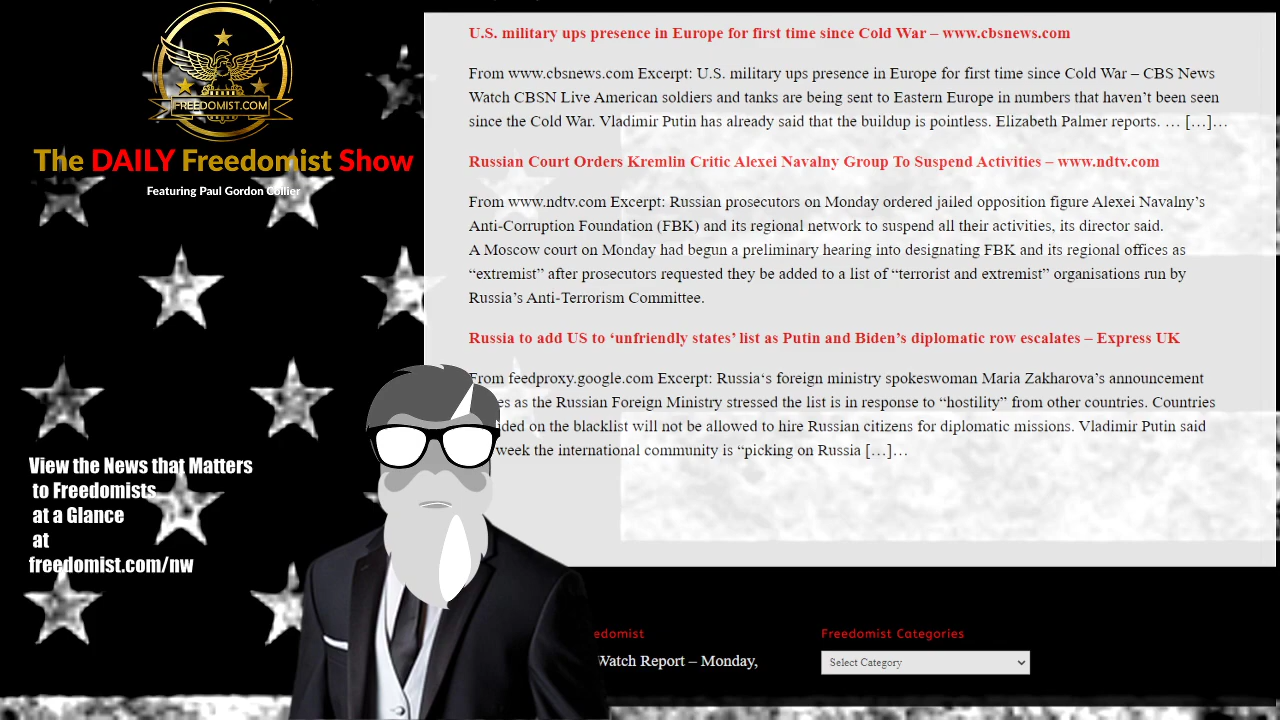 FREEDOMIST.COM
The DAILY Freedomist Show
Featuring Paul Gordon Collier
View the News that Matters
to Freedomists
at a Glance
at
freedomist.com/nw
U.S. military ups presence in Europe for first time since Cold War – www.cbsnews.com
From www.cbsnews.com Excerpt: U.S. military ups presence in Europe for first time since Cold War – CBS News
Watch CBSN Live American soldiers and tanks are being sent to Eastern Europe in numbers that haven’t been seen
since the Cold War. Vladimir Putin has already said that the buildup is pointless. Elizabeth Palmer reports. … […]…
Russian Court Orders Kremlin Critic Alexei Navalny Group To Suspend Activities – www.ndtv.com
From www.ndtv.com Excerpt: Russian prosecutors on Monday ordered jailed opposition figure Alexei Navalny’s
Anti-Corruption Foundation (FBK) and its regional network to suspend all their activities, its director said.
A Moscow court on Monday had begun a preliminary hearing into designating FBK and its regional offices as
“extremist” after prosecutors requested they be added to a list of “terrorist and extremist” organisations run by
Russia’s Anti-Terrorism Committee.
Russia to add US to ‘unfriendly states’ list as Putin and Biden’s diplomatic row escalates – Express UK
From feedproxy.google.com Excerpt: Russia‘s foreign ministry spokeswoman Maria Zakharova’s announcement
es as the Russian Foreign Ministry stressed the list is in response to “hostility” from other countries. Countries
ded on the blacklist will not be allowed to hire Russian citizens for diplomatic missions. Vladimir Putin said
week the international community is “picking on Russia […]…
edomist
Watch Report – Monday,
Freedomist Categories
Select Category